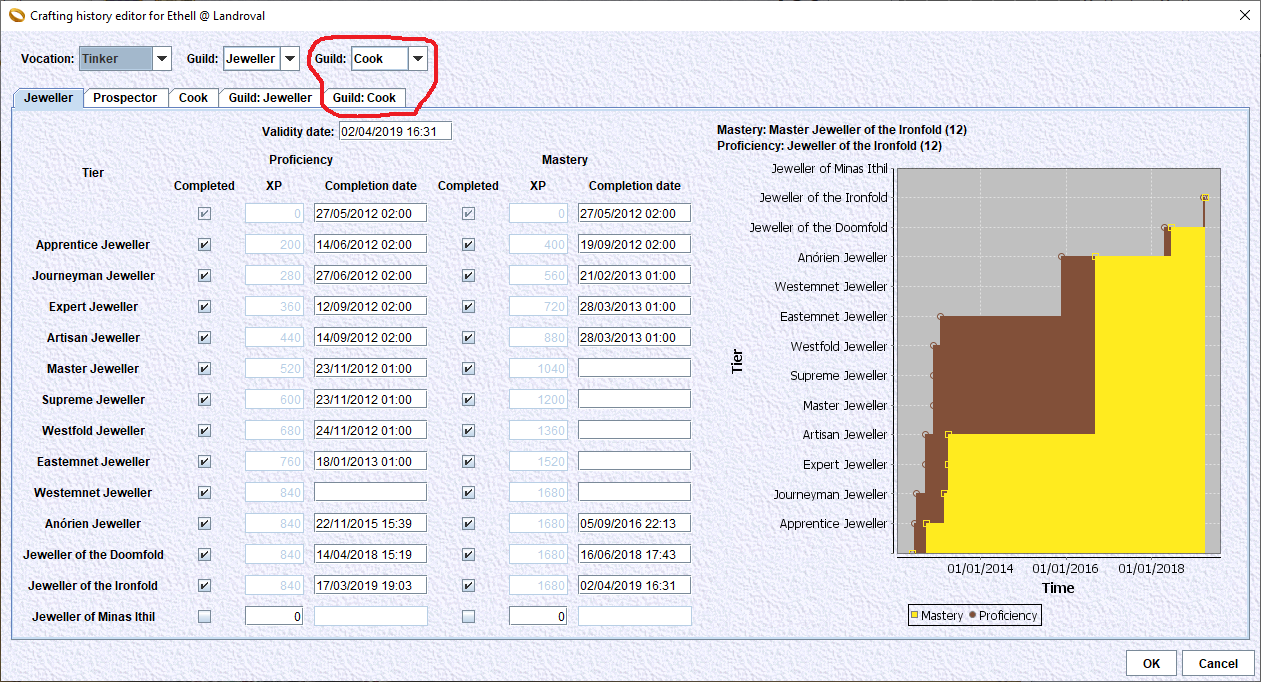 Crafting history editor for Ethell @ Landroval
Vocation: Tinker Guild: Jeweller Guild: Cook
Jeweller Prospector Cook Guild: Jeweller Guild: Cook
Validity date: 02/04/2019 16:31
Tier Proficiency Mastery
Completed XP Completion date Completed XP Completion date
0 27/05/2012 02:00 0 27/05/2012 02:00
Apprentice Jeweller 200 14/06/2012 02:00 400 19/09/2012 02:00
Journeyman Jeweller 280 27/06/2012 02:00 560 21/02/2013 01:00
Expert Jeweller 360 12/09/2012 02:00 720 28/03/2013 01:00
Artisan Jeweller 440 14/09/2012 02:00 880 28/03/2013 01:00
Master Jeweller 520 23/11/2012 01:00 1040
Supreme Jeweller 600 23/11/2012 01:00 1200
Westfold Jeweller 680 24/11/2012 01:00 1360
Eastemnet Jeweller 760 18/01/2013 01:00 1520
Westemnet Jeweller 840 1680
Anórien Jeweller 840 22/11/2015 15:39 1680 05/09/2016 22:13
Jeweller of the Doomfold 840 14/04/2018 15:19 1680 16/06/2018 17:43
Jeweller of the Ironfold 840 17/03/2019 19:03 1680 02/04/2019 16:31
Jeweller of Minas Ithil 0 0
Mastery: Master Jeweller of the Ironfold (12)
Proficiency: Jeweller of the Ironfold (12)
Jeweller of Minas Ithil
Jeweller of the Ironfold
Jeweller of the Doomfold
Anórien Jeweller
Westemnet Jeweller
Eastemnet Jeweller
Westfold Jeweller
Supreme Jeweller
Master Jeweller
Artisan Jeweller
Expert Jeweller
Journeyman Jeweller
Apprentice Jeweller
Tier
01/01/2014 01/01/2016 01/01/2018
Time
Mastery Proficiency
OK Cancel